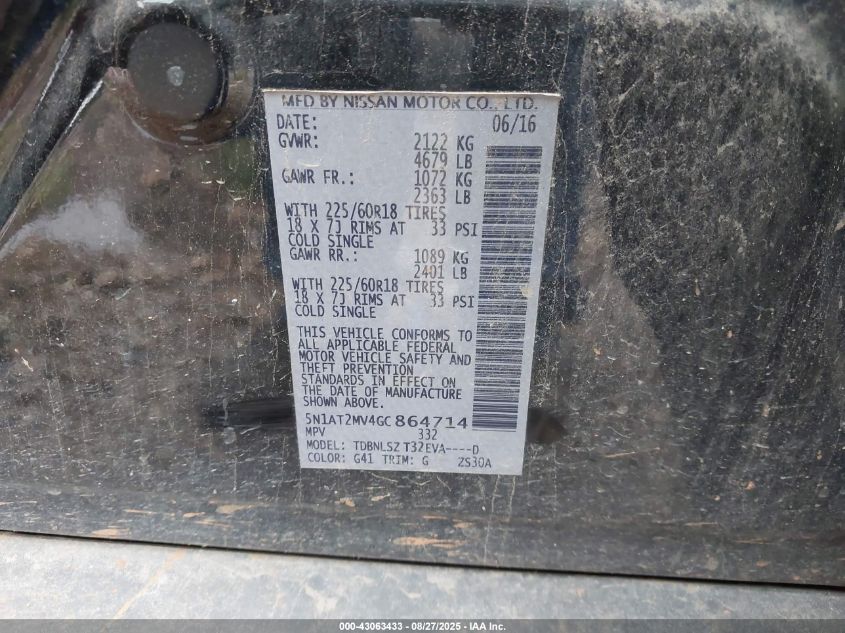 MFD BY NISSAN MOTOR CO., LTD.
DATE: 06/16
GVWR: 2122 KG
4679 LB
GAWR FR.: 1072 KG
2363 LB
WITH 225/60R18 TIRES
18 X 7J RIMS AT 33 PSI
COLD SINGLE
GAWR RR.: 1089 KG
2401 LB
WITH 225/60R18 TIRES
18 X 7J RIMS AT 33 PSI
COLD SINGLE
THIS VEHICLE CONFORMS TO
ALL APPLICABLE FEDERAL
MOTOR VEHICLE SAFETY AND
THEFT PREVENTION
STANDARDS IN EFFECT ON
THE DATE OF MANUFACTURE
SHOWN ABOVE.
5N1AT2MV4GC864714
MPV 332
MODEL: TDBNLSZ T32EVA----D
COLOR: G41 TRIM: G ZS30A
000-43063433 - 08/27/2025 - IAA Inc.